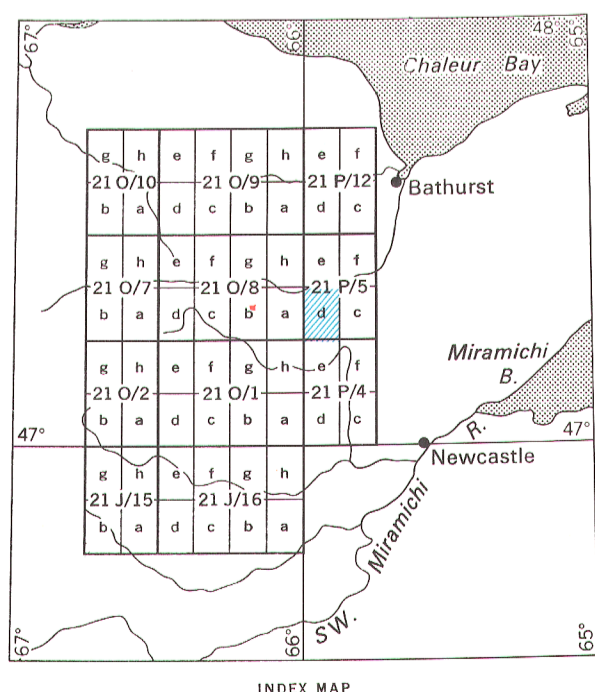 67° 66° 48° 65°
Chaleur Bay
g h e f g h e f
21 O/10 21 O/9 21 P/12
Bathurst
b a d c b a d c
g h e f g h e f
21 O/7 21 O/8 21 P/5
b a d c b a d c
Miramichi
B.
g h e f g h e f
21 O/2 21 O/1 21 P/4
b a d c b a d c
R.
47° 47°
Newcastle
g h e f g h
21 J/15 21 J/16
b a d c b a
Miramichi
SW.
67° 66° 65°
INDEX MAP